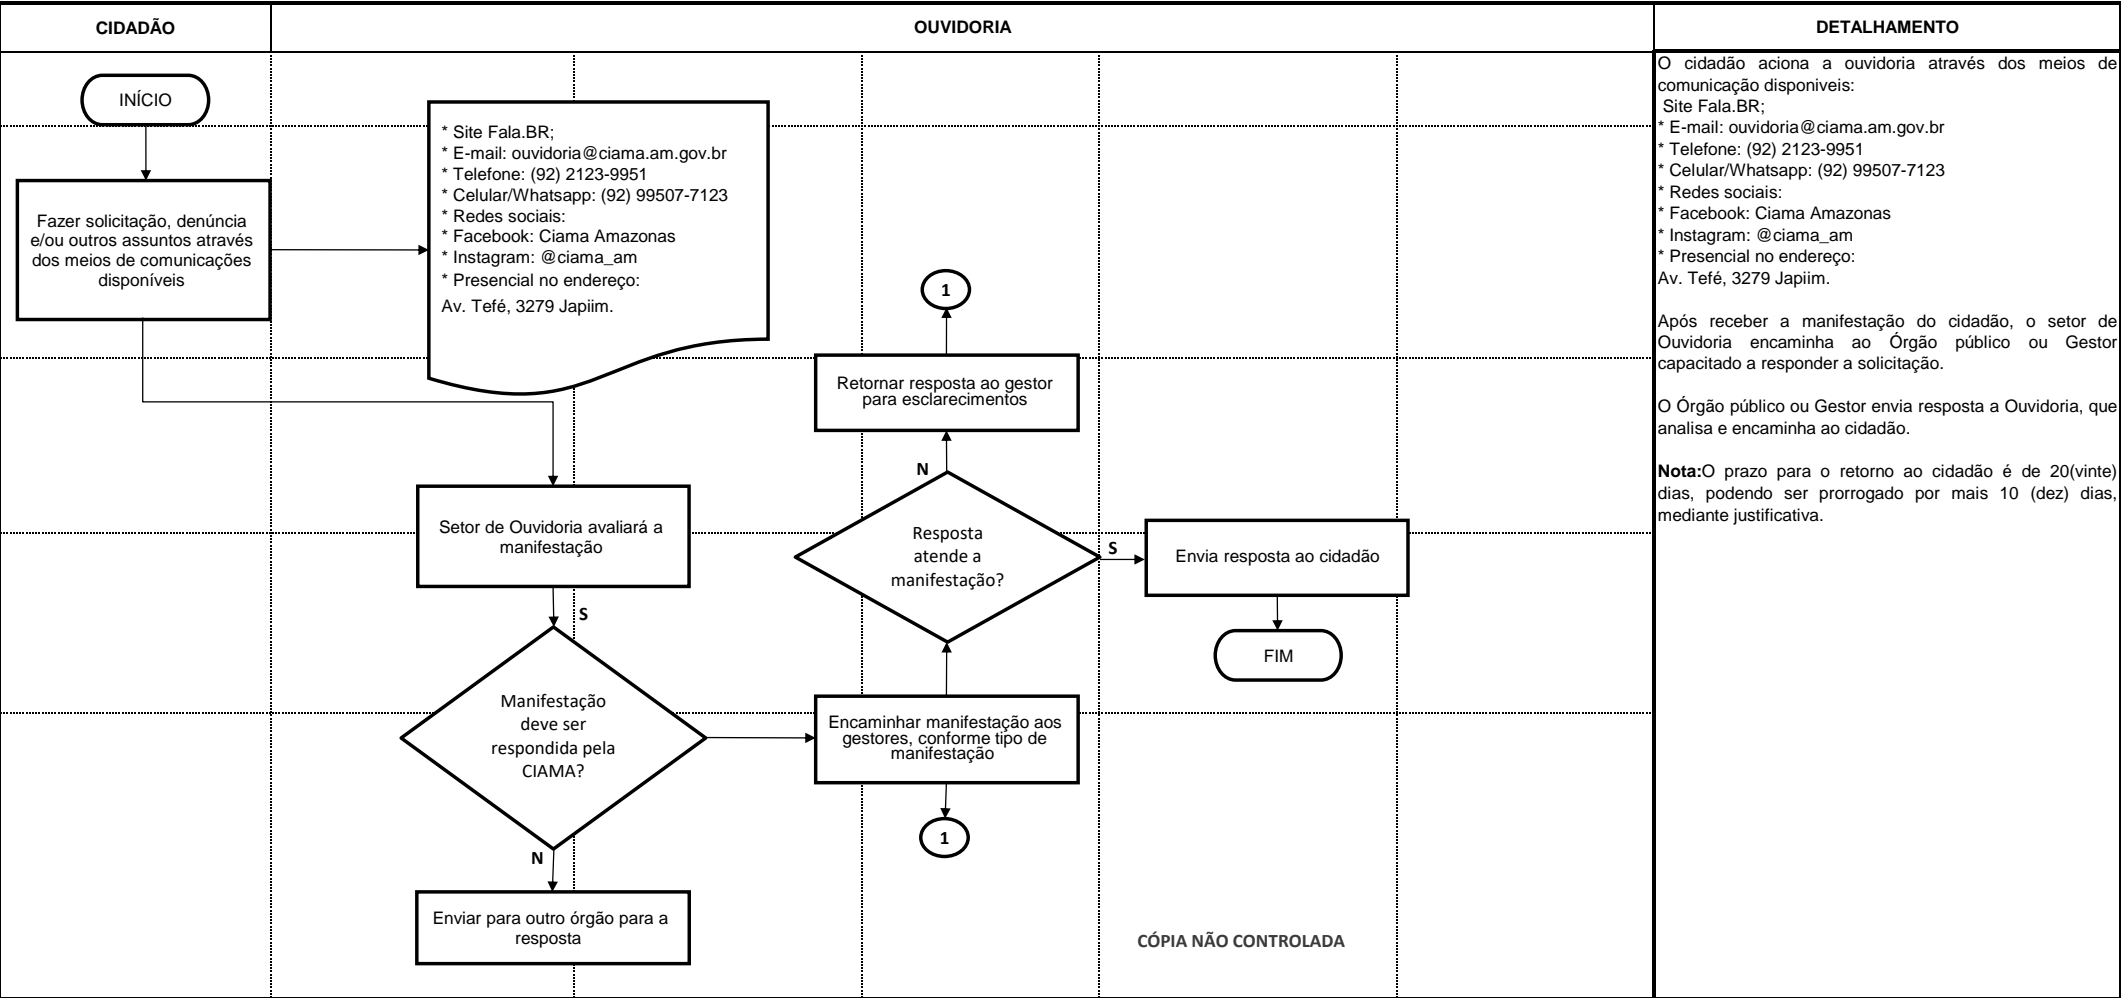 CIDADÃO
OUVIDORIA
DETALHAMENTO
INÍCIO
Fazer solicitação, denúncia
e/ou outros assuntos através
dos meios de comunicações
disponíveis
* Site Fala.BR;
* E-mail: ouvidoria@ciama.am.gov.br
* Telefone: (92) 2123-9951
* Celular/Whatsapp: (92) 99507-7123
* Redes sociais:
* Facebook: Ciama Amazonas
* Instagram: @ciama_am
* Presencial no endereço:
Av. Tefé, 3279 Japiim.
Setor de Ouvidoria avaliará a
manifestação
S
Manifestação
deve ser
respondida pela
CIAMA?
N
Enviar para outro órgão para a
resposta
1
Retornar resposta ao gestor
para esclarecimentos
N
Resposta
atende a
manifestação?
S
Encaminhar manifestação aos
gestores, conforme tipo de
manifestação
1
Envia resposta ao cidadão
FIM
CÓPIA NÃO CONTROLADA
O cidadão aciona a ouvidoria através dos meios de
comunicação disponiveis:
Site Fala.BR;
* E-mail: ouvidoria@ciama.am.gov.br
* Telefone: (92) 2123-9951
* Celular/Whatsapp: (92) 99507-7123
* Redes sociais:
* Facebook: Ciama Amazonas
* Instagram: @ciama_am
* Presencial no endereço:
Av. Tefé, 3279 Japiim.
Após receber a manifestação do cidadão, o setor de
Ouvidoria encaminha ao Órgão público ou Gestor
capacitado a responder a solicitação.
O Órgão público ou Gestor envia resposta a Ouvidoria, que
analisa e encaminha ao cidadão.
Nota:O prazo para o retorno ao cidadão é de 20(vinte)
dias, podendo ser prorrogado por mais 10 (dez) dias,
mediante justificativa.